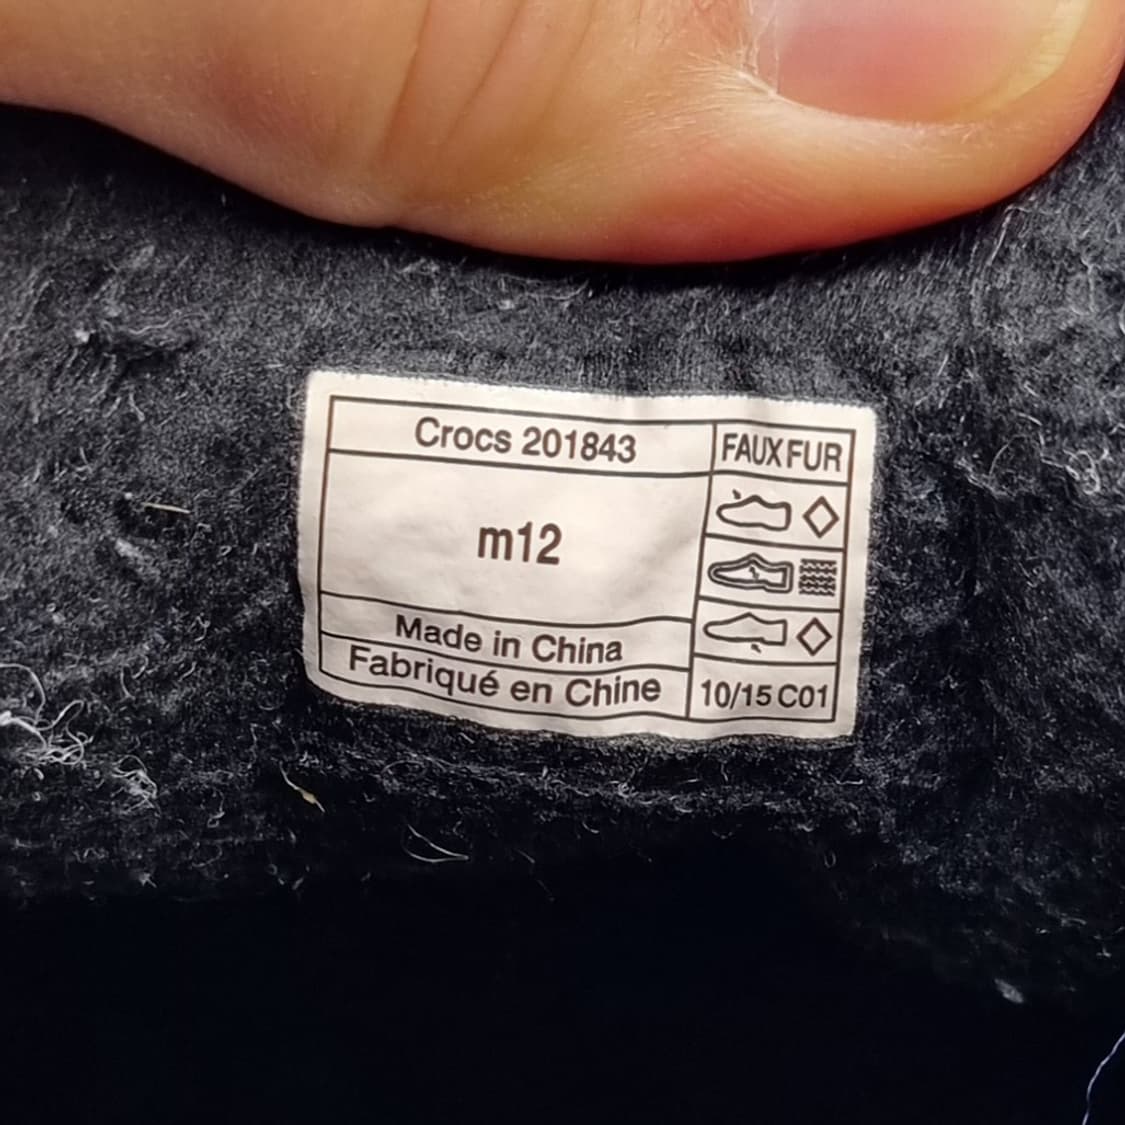 Crocs 201843
FAUX FUR
m12
Made in China
Fabriqué en Chine
10/15 C01